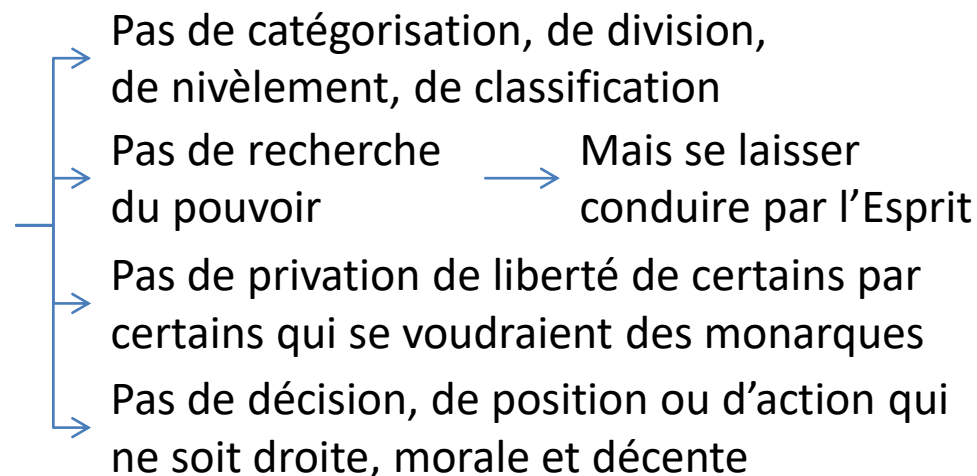 Pas de catégorisation, de division,
de nivèlement, de classification
Pas de recherche
du pouvoir
Mais se laisser
conduire par l’Esprit
Pas de privation de liberté de certains par
certains qui se voudraient des monarques
Pas de décision, de position ou d’action qui
ne soit droite, morale et décente